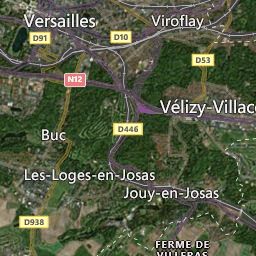 Versailles
Viroflay
D91
D10
D53
N12
Vélizy-Villac
D446
Buc
Les-Loges-en-Josas
Jouy-en-Josas
D938
FERME DE
VILLERAS